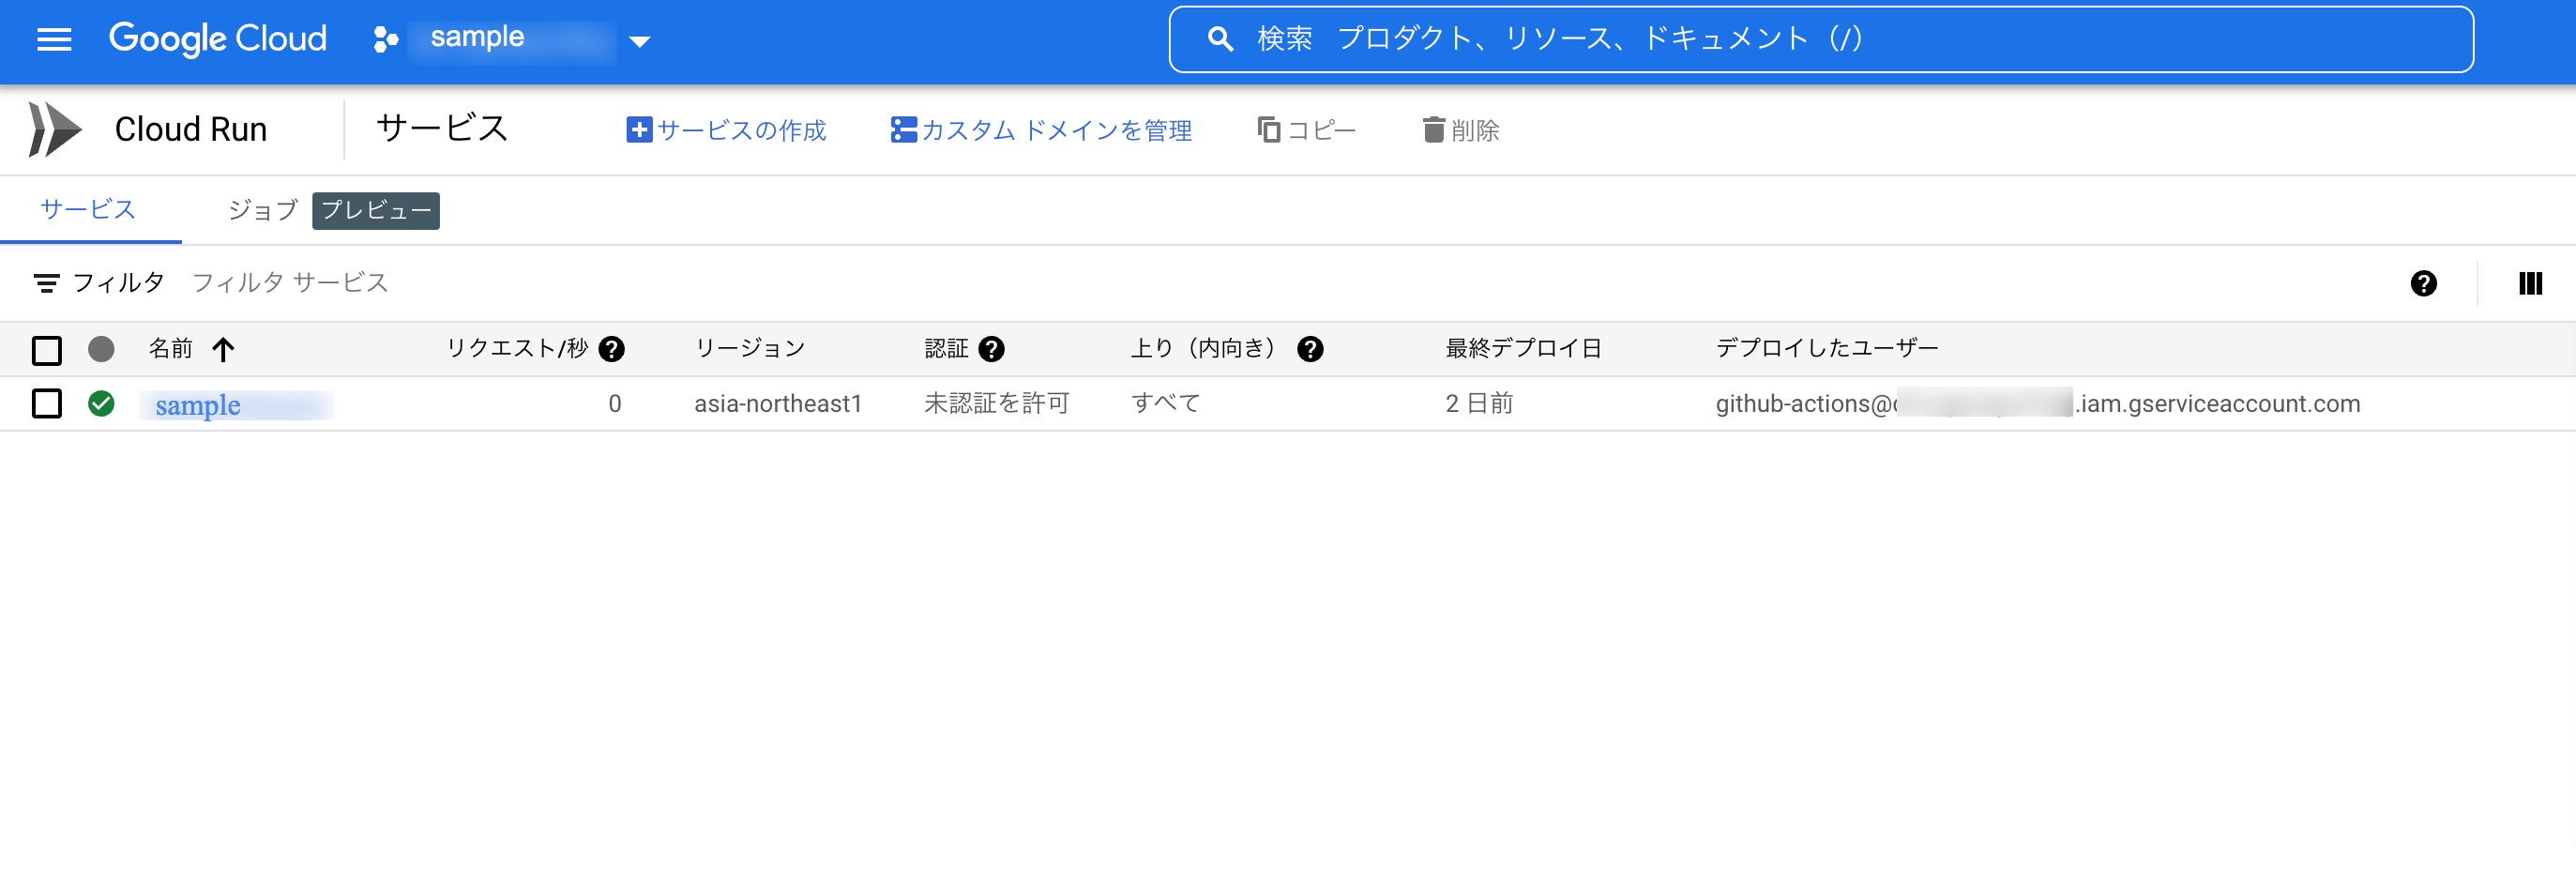 Google Cloud sample 検索 プロダクト、リソース、ドキュメント（/）
Cloud Run サービス サービスの作成 カスタム ドメインを管理 コピー 削除
サービス ジョブ プレビュー
フィルタ フィルタ サービス
名前 リクエスト/秒 リージョン 認証 上り（内向き） 最終デプロイ日 デプロイしたユーザー
sample 0 asia-northeast1 未認証を許可 すべて 2 日前 github-actions@ .iam.gserviceaccount.com